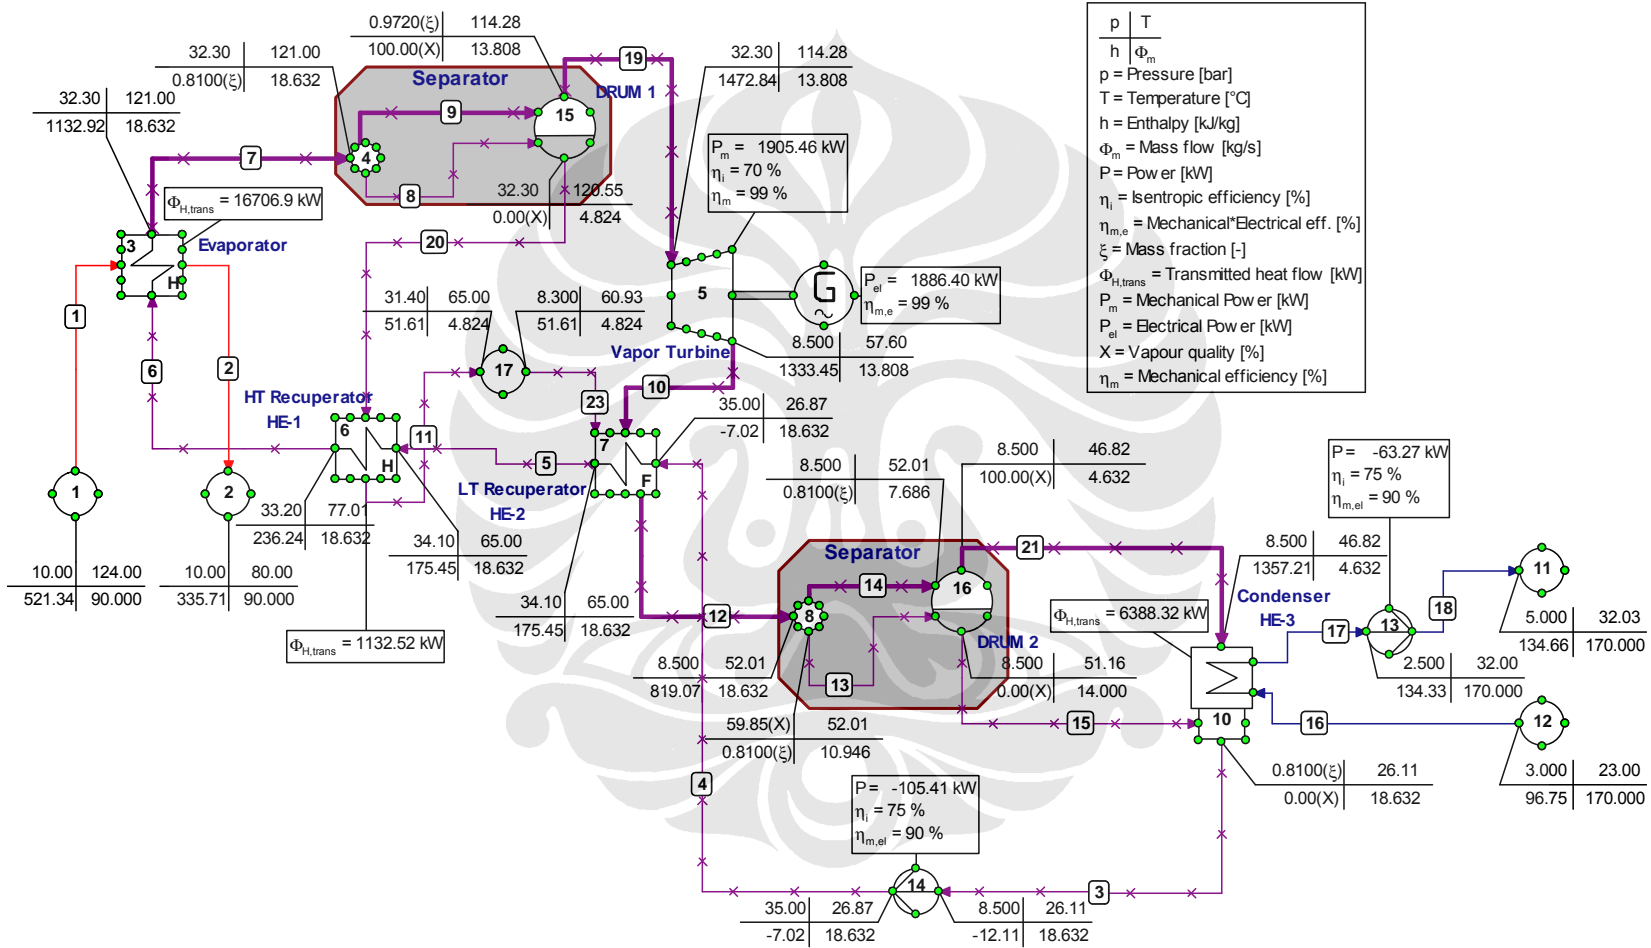 0.9720(ξ) 114.28
100.00(X) 13.808
32.30 121.00
0.8100(ξ) 18.632
32.30 121.00
1132.92 18.632
Separator
DRUM 1
19
9
15
4
8
7
32.30 120.55
0.00(X) 4.824
32.30 114.28
1472.84 13.808
Pm = 1905.46 kW
ηi = 70 %
ηm = 99 %
p T
h Φm
p = Pressure [bar]
T = Temperature [°C]
h = Enthalpy [kJ/kg]
Φm = Mass flow [kg/s]
P = Power [kW]
ηi = Isentropic efficiency [%]
ηm,e = Mechanical*Electrical eff. [%]
ξ = Mass fraction [-]
ΦH,trans = Transmitted heat flow [kW]
Pm = Mechanical Power [kW]
Pel = Electrical Power [kW]
X = Vapour quality [%]
ηm = Mechanical efficiency [%]
ΦH,trans = 16706.9 kW
3
H
Evaporator
20
1
2
6
5
G
~
Pel = 1886.40 kW
ηm,e = 99 %
31.40 65.00
51.61 4.824
8.300 60.93
51.61 4.824
17
8.500 57.60
1333.45 13.808
Vapor Turbine
10
23
HT Recuperator
HE-1
6
H
11
5
7
F
LT Recuperator
HE-2
35.00 26.87
-7.02 18.632
8.500 46.82
100.00(X) 4.632
8.500 52.01
0.8100(ξ) 7.686
P = -63.27 kW
ηi = 75 %
ηm,el = 90 %
1
2
33.20 77.01
236.24 18.632
34.10 65.00
175.45 18.632
10.00 124.00
521.34 90.000
10.00 80.00
335.71 90.000
ΦH,trans = 1132.52 kW
34.10 65.00
175.45 18.632
Separator
14
16
8
12
13
DRUM 2
21
8.500 46.82
1357.21 4.632
ΦH,trans = 6388.32 kW
Condenser
HE-3
11
18
17
13
5.000 32.03
134.66 170.000
2.500 32.00
134.33 170.000
8.500 52.01
819.07 18.632
8.500 51.16
0.00(X) 14.000
59.85(X) 52.01
0.8100(ξ) 10.946
15
10
16
12
4
P = -105.41 kW
ηi = 75 %
ηm,el = 90 %
0.8100(ξ) 26.11
0.00(X) 18.632
3.000 23.00
96.75 170.000
14
3
35.00 26.87
-7.02 18.632
8.500 26.11
-12.11 18.632